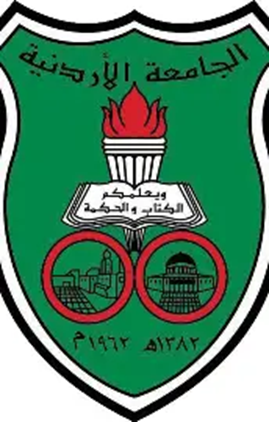 الجامعة الأردنية
ويعلمكم
الكتاب والحكمة
١٣٨٢هـ ١٩٦٢م